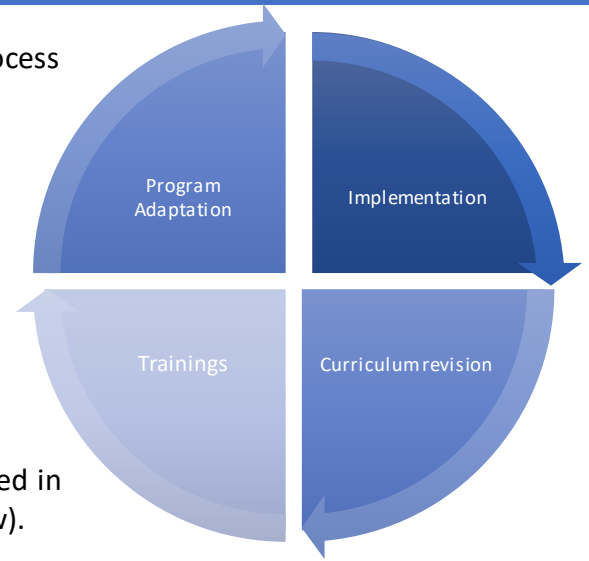 ocess
Program
Adaptation
Implementation
Trainings
Curriculum revision
ed in
w).